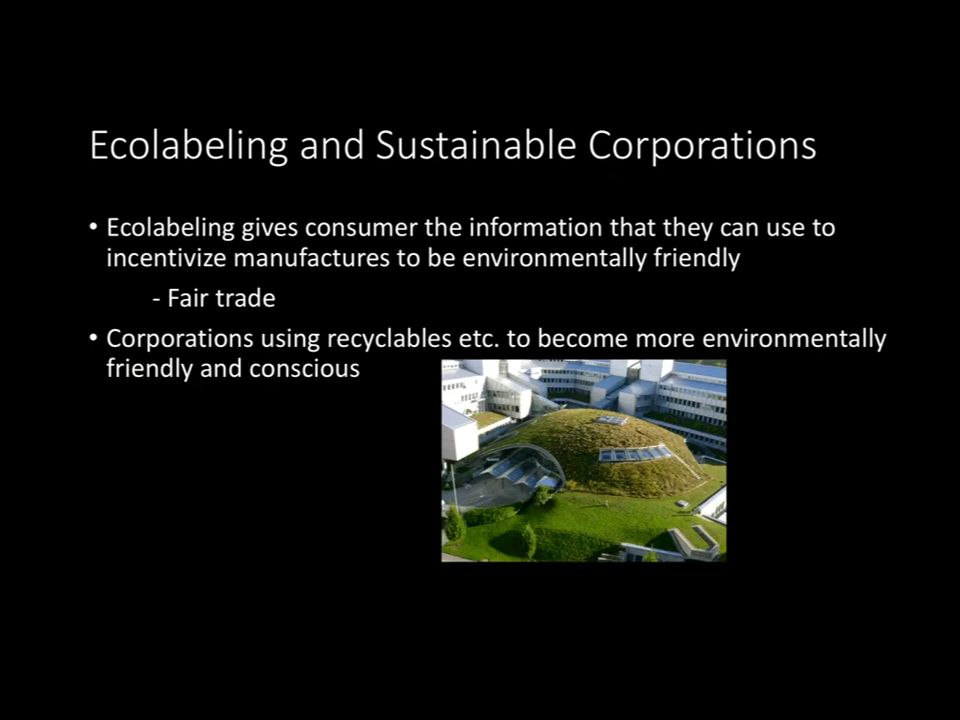 Ecolabeling and Sustainable Corporations
• Ecolabeling gives consumer the information that they can use to
incentivize manufactures to be environmentally friendly
- Fair trade
• Corporations using recyclables etc. to become more environmentally
friendly and conscious